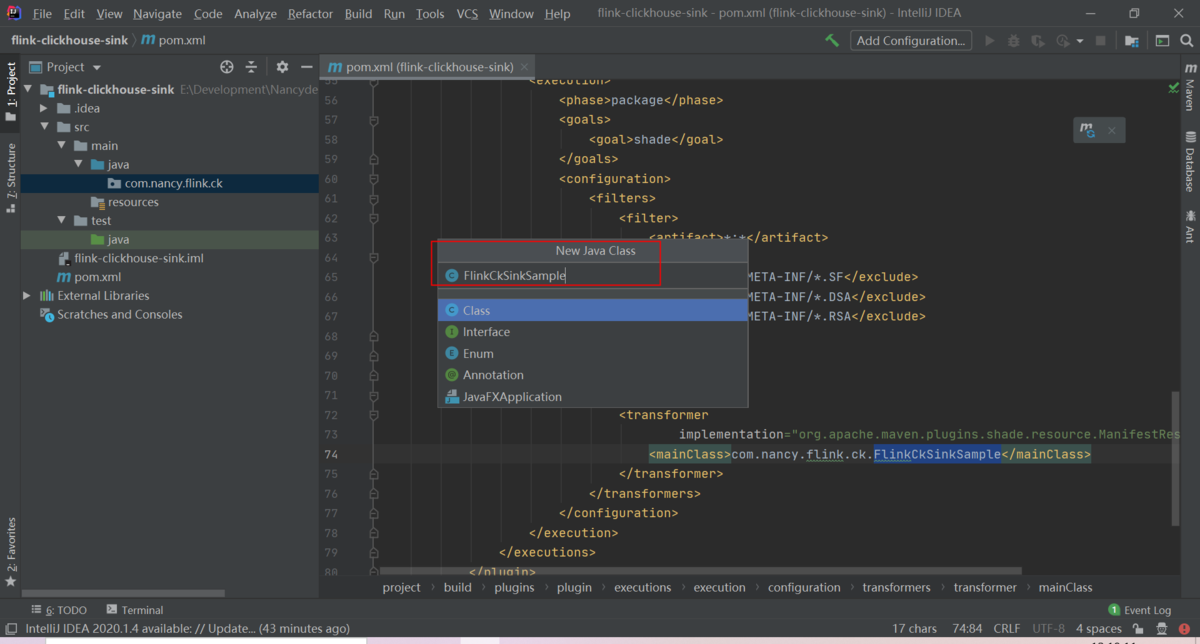 File Edit View Navigate Code Analyze Refactor Build Run Tools VCS Window Help flink-clickhouse-sink - pom.xml (flink-clickhouse-sink) - IntelliJ IDEA
flink-clickhouse-sink pom.xml Add Configuration...
1: Project
Z: Structure
2: Favorites
Project
flink-clickhouse-sink E:\Development\Nancyde
.idea
src
main
java
com.nancy.flink.ck
resources
test
java
flink-clickhouse-sink.iml
pom.xml
External Libraries
Scratches and Consoles
pom.xml (flink-clickhouse-sink)
55 <execution>
56 <phase>package</phase>
57 <goals>
58 <goal>shade</goal>
59 </goals>
60 <configuration>
61 <filters>
62 <filter>
63 <artifact>*:*</artifact>
64
65 META-INF/*.SF</exclude>
66 META-INF/*.DSA</exclude>
67 META-INF/*.RSA</exclude>
68
69
70
71
72 <transformer
73 implementation="org.apache.maven.plugins.shade.resource.ManifestRes
74 <mainClass>com.nancy.flink.ck.FlinkCkSinkSample</mainClass>
75 </transformer>
76 </transformers>
77 </configuration>
78 </execution>
79 </executions>
80 </plugin>
New Java Class
FlinkCkSinkSample
Class
Interface
Enum
Annotation
JavaFXApplication
Maven
Database
Ant
project build plugins plugin executions execution configuration transformers transformer mainClass
6: TODO Terminal 1 Event Log
IntelliJ IDEA 2020.1.4 available: // Update... (43 minutes ago) 17 chars 74:84 CRLF UTF-8 4 spaces